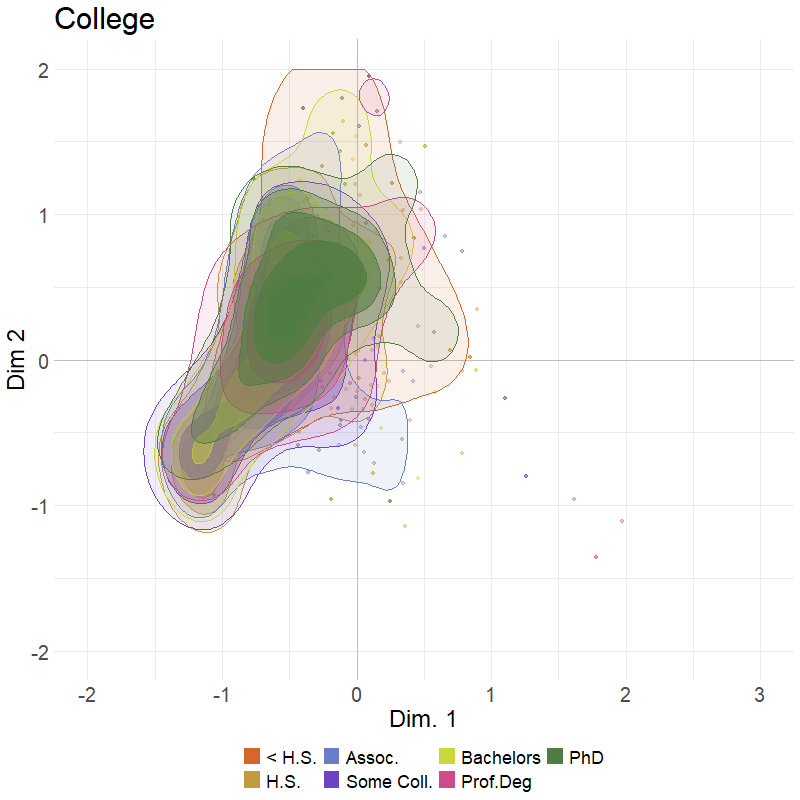 College
2
1
0
-1
-2
Dim 2
-2 -1 0 1 2 3
Dim. 1
< H.S. Assoc. Bachelors PhD
H.S. Some Coll. Prof.Deg